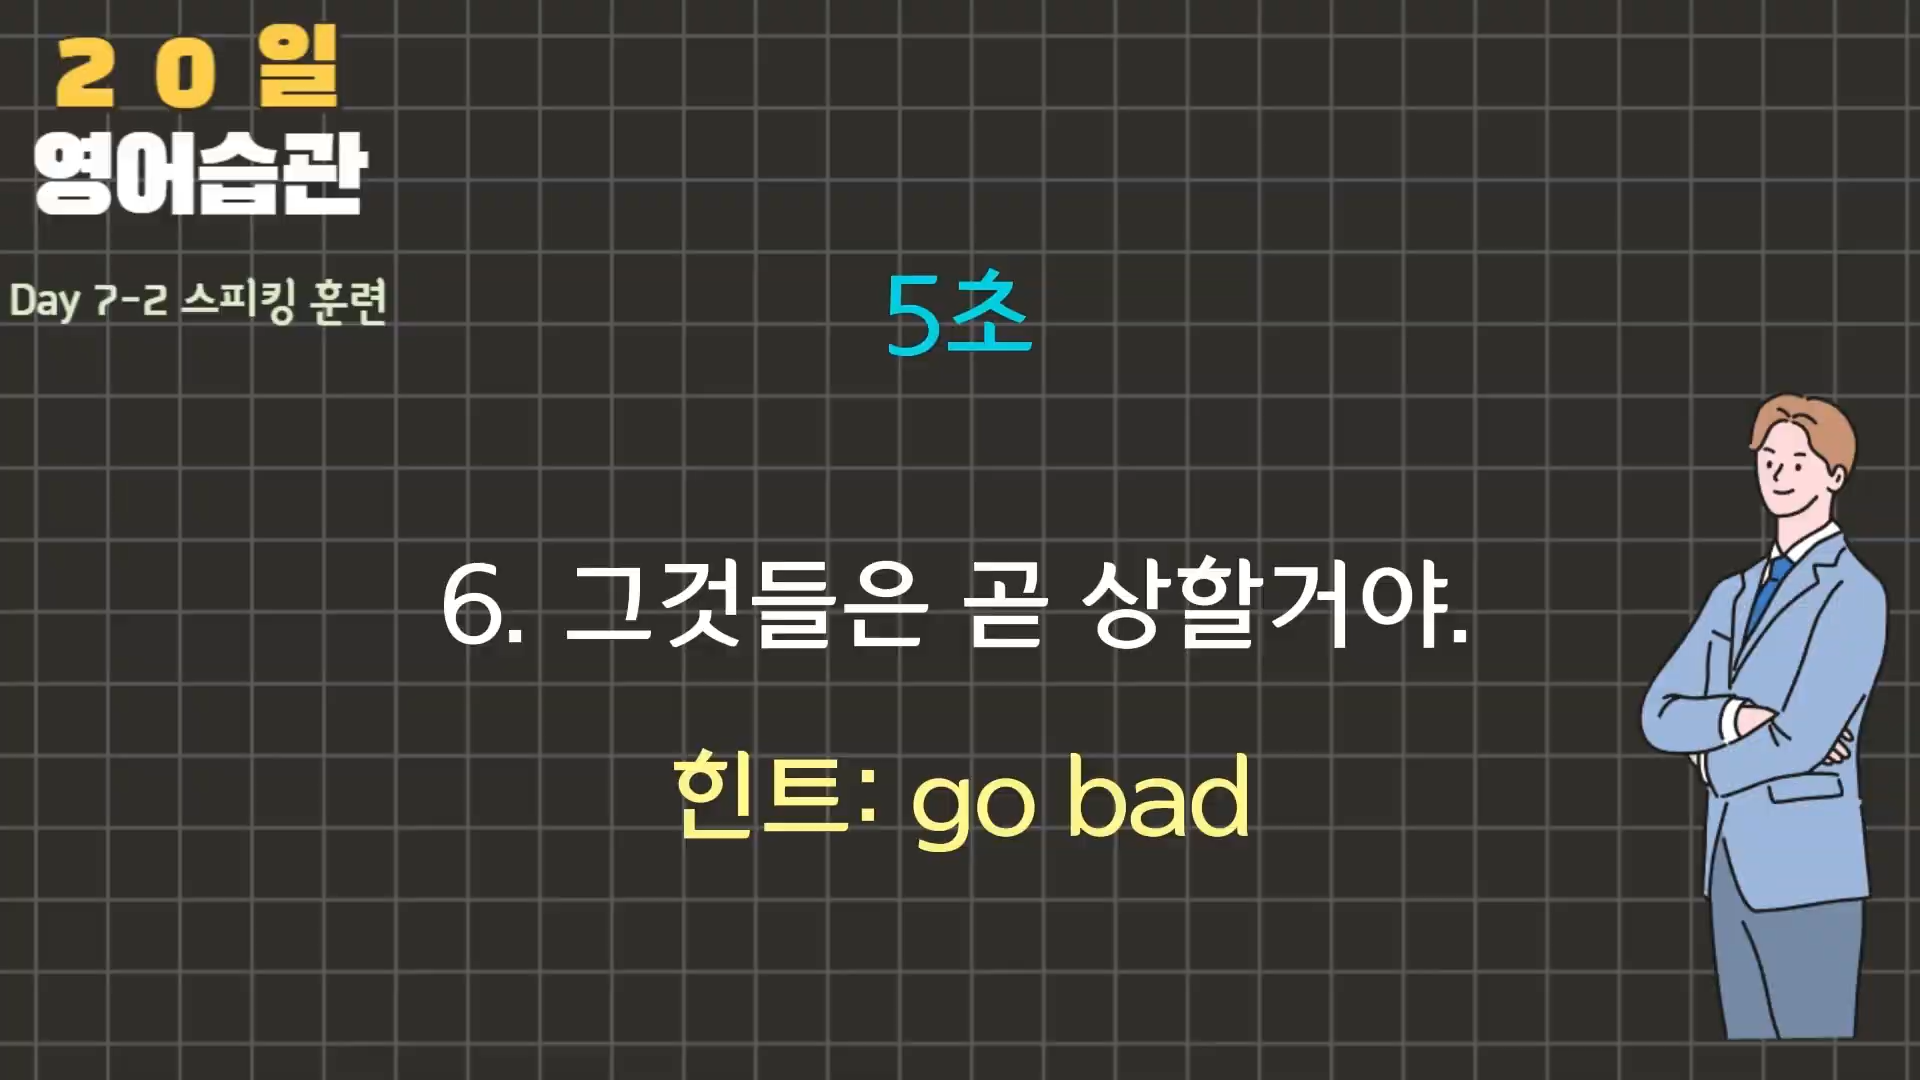 20일
영어습관
Day 7-2 스피킹 훈련
5초
6. 그것들은 곧 상할거야.
힌트: go bad